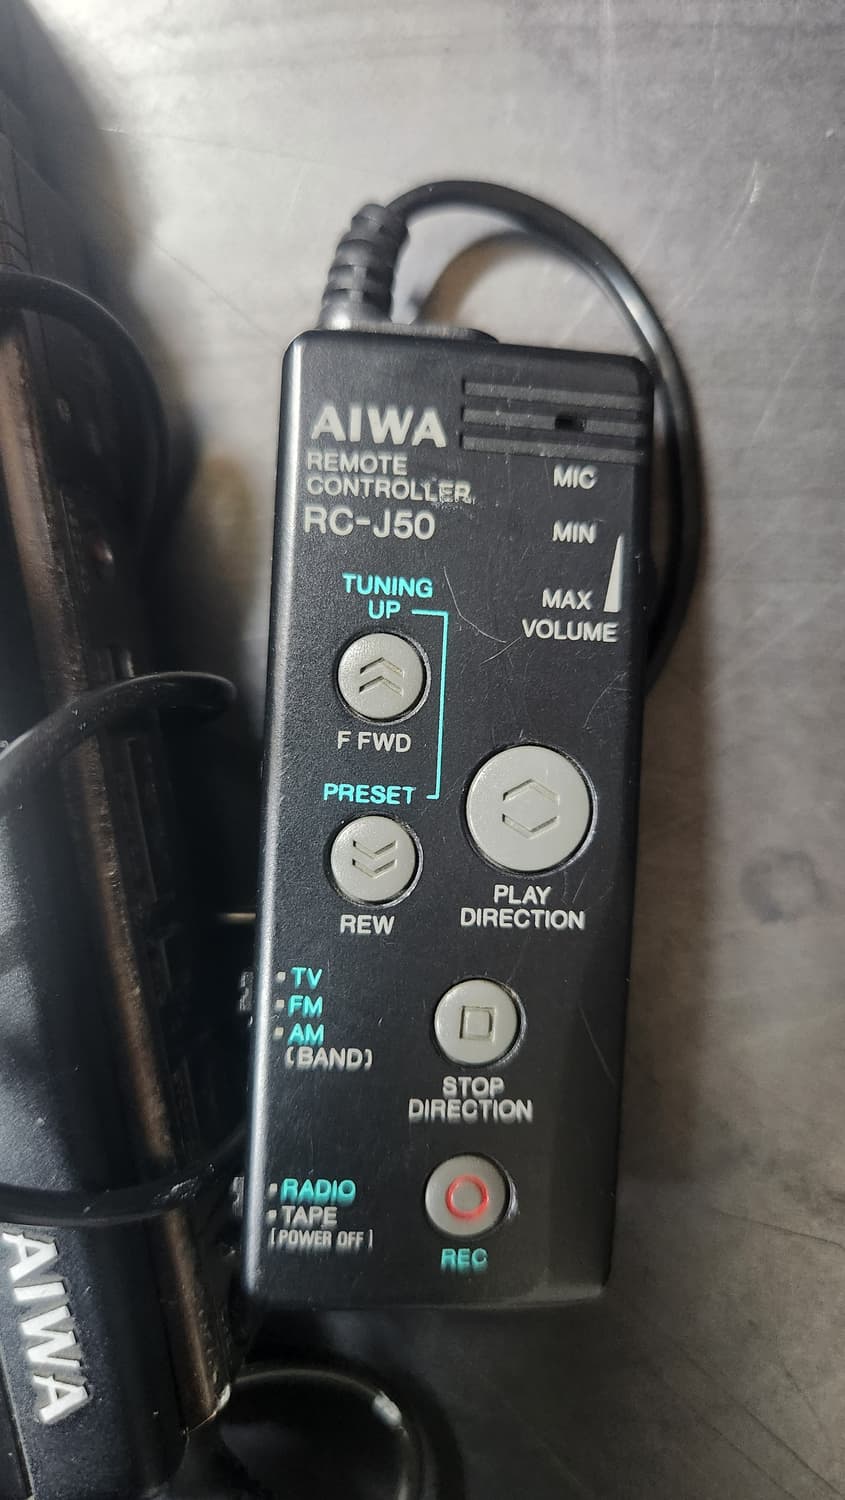 AIWA
REMOTE
CONTROLLER
RC-J50
MIC
MIN
MAX
VOLUME
TUNING
UP
F FWD
PRESET
REW
PLAY
DIRECTION
TV
FM
AM
(BAND)
STOP
DIRECTION
RADIO
TAPE
[POWER OFF]
REC
AIWA